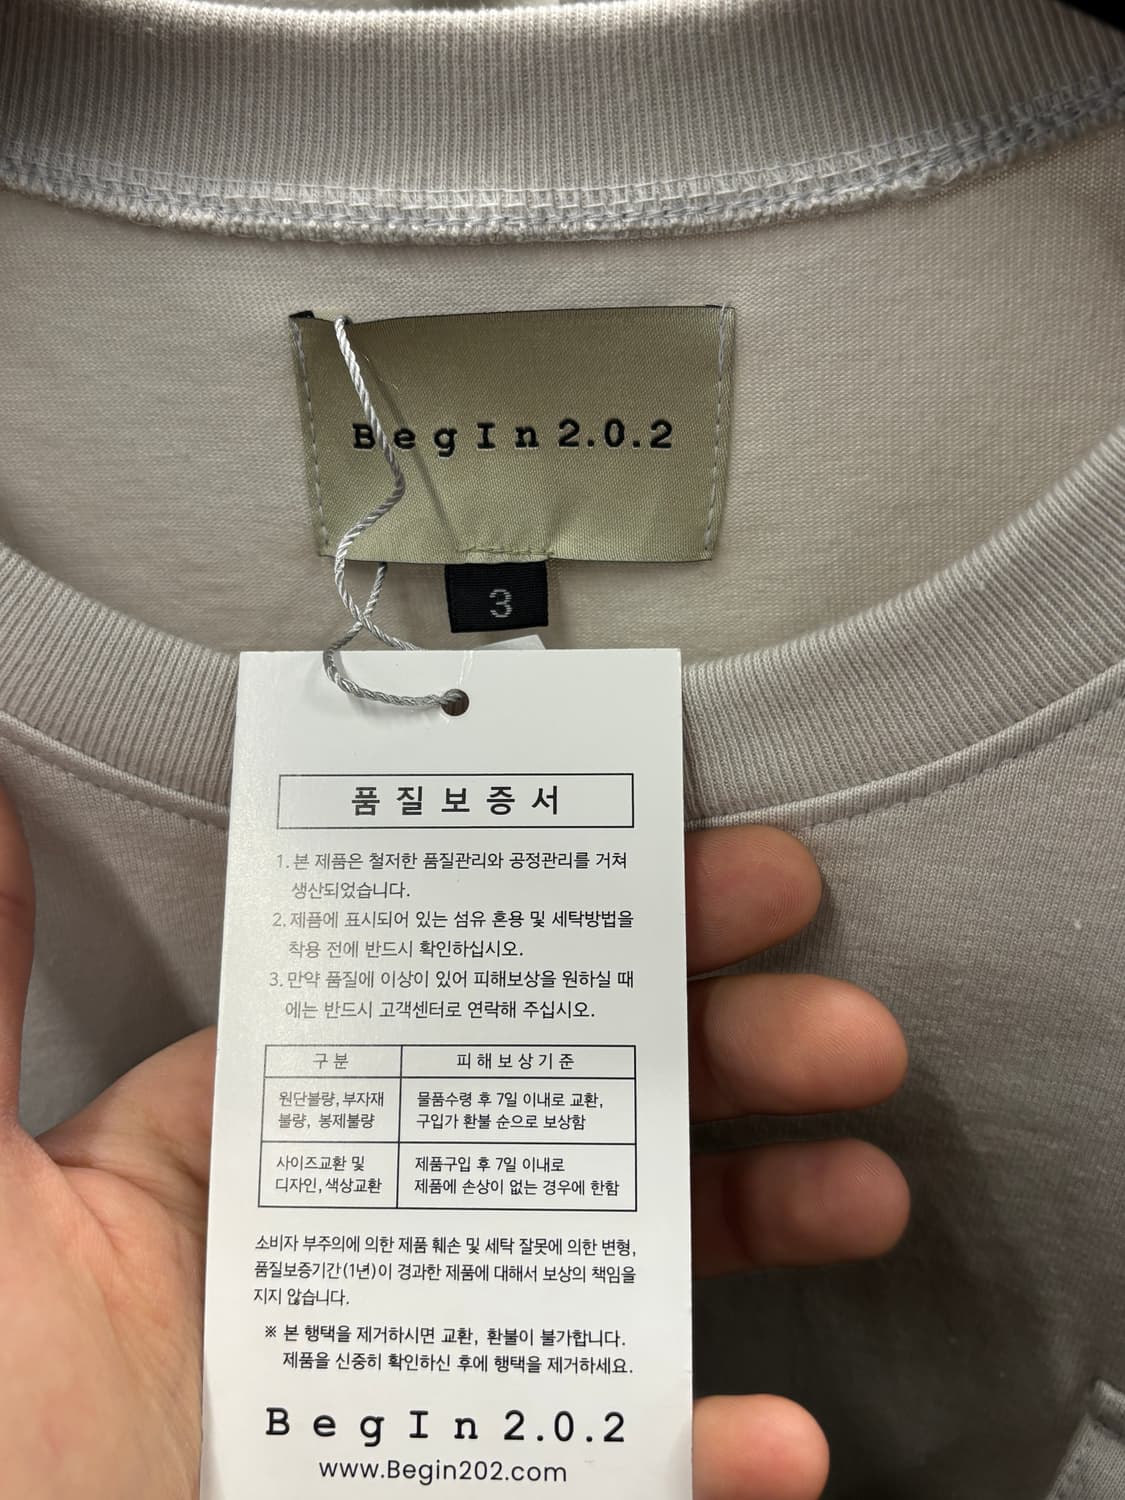 BegIn2.0.2
3
품질보증서
1. 본 제품은 철저한 품질관리와 공정관리를 거쳐
생산되었습니다.
2. 제품에 표시되어 있는 섬유 혼용 및 세탁방법을
착용 전에 반드시 확인하십시오.
3. 만약 품질에 이상이 있어 피해보상을 원하실 때
에는 반드시 고객센터로 연락해 주십시오.
구분 피해보상기준
원단불량, 부자재 물품수령 후 7일 이내로 교환,
불량, 봉제불량 구입가 환불 순으로 보상함
사이즈교환 및 제품구입 후 7일 이내로
디자인, 색상교환 제품에 손상이 없는 경우에 한함
소비자 부주의에 의한 제품 훼손 및 세탁 잘못에 의한 변형,
품질보증기간(1년)이 경과한 제품에 대해서 보상의 책임을
지지 않습니다.
※ 본 행택을 제거하시면 교환, 환불이 불가합니다.
제품을 신중히 확인하신 후에 행택을 제거하세요.
BegIn2.0.2
www.Begin202.com